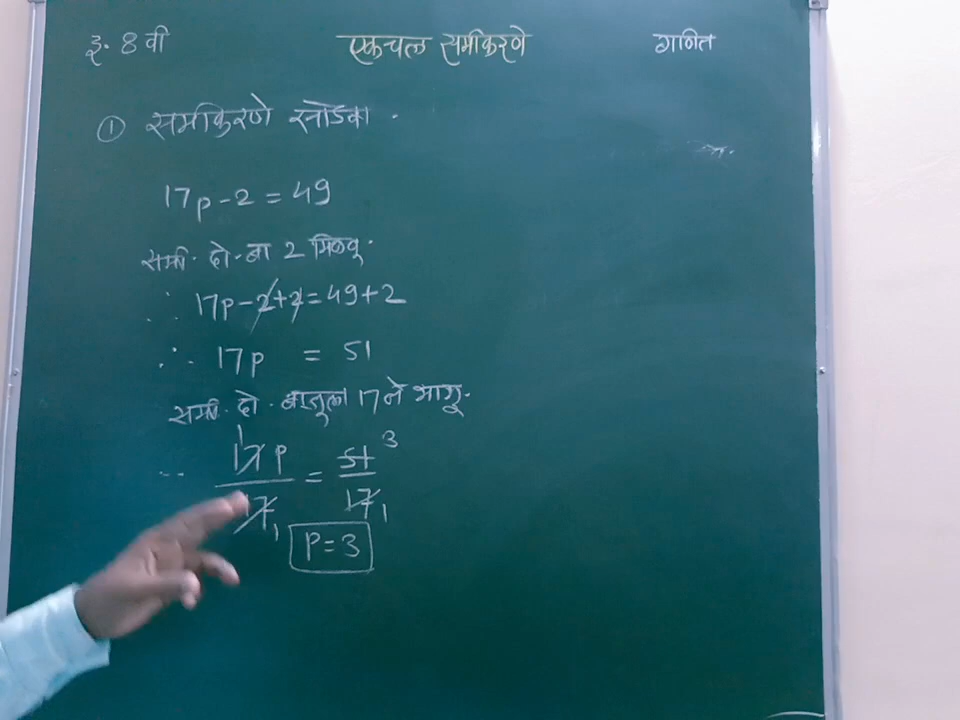 इ. 8 वी एकचल समीकरणे गणित
① समीकरणे सोडवा.
17p-2=49
समी. दो. बा 2 मिळवू.
∴ 17p-2+2=49+2
∴ 17p = 51
समी. दो. बाजूला 17 ने भागू.
17p/17 = 51/17
P=3